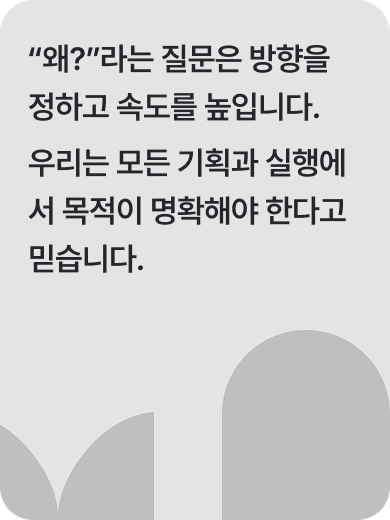 “왜?”라는 질문은 방향을
정하고 속도를 높입니다.
우리는 모든 기획과 실행에
서 목적이 명확해야 한다고
믿습니다.